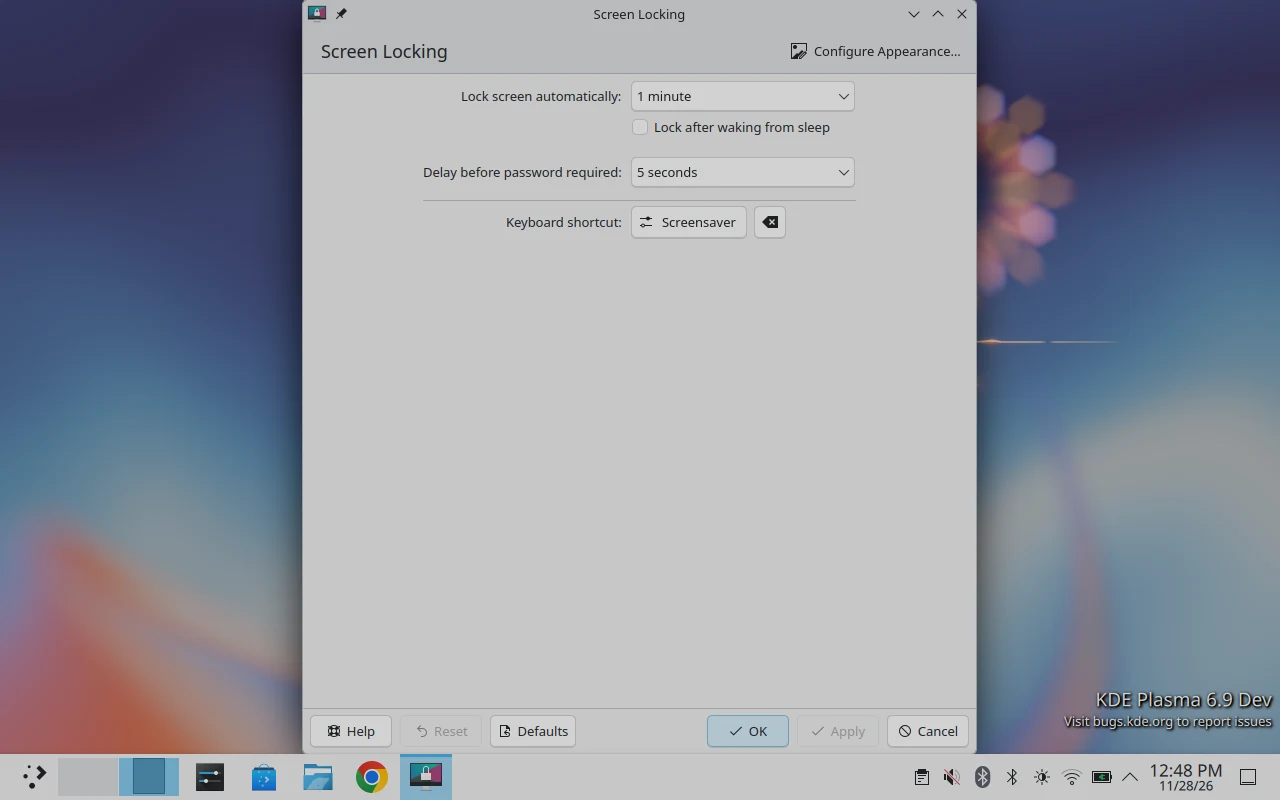 Screen Locking
Screen Locking
Configure Appearance...
Lock screen automatically: 1 minute
Lock after waking from sleep
Delay before password required: 5 seconds
Keyboard shortcut: Screensaver
Help Reset Defaults OK Apply Cancel
KDE Plasma 6.9 Dev
Visit bugs.kde.org to report issues
12:48 PM
11/28/26